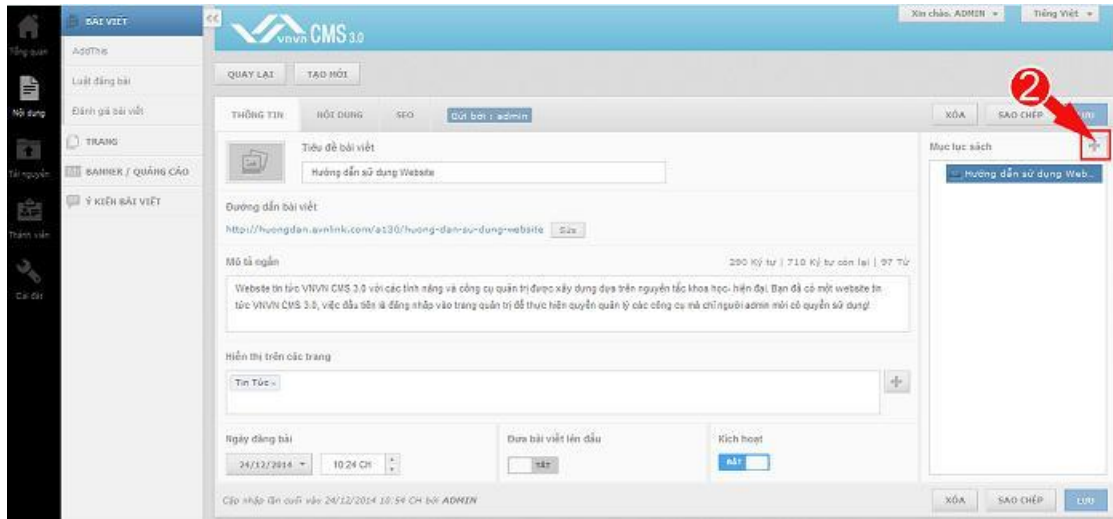 BÀI VIẾT
Xin chào, ADMIN
Tiếng Việt
vnvn CMS 3.0
Tổng quan
AddThis
Luật đăng bài
QUAY LẠI
TẠO MỚI
2
Nội dung
Đánh giá bài viết
THÔNG TIN
NỘI DUNG
SEO
Gửi bởi : admin
XÓA
SAO CHÉP
LƯU
TRANG
Tiêu đề bài viết
Mục lục sách
Tài nguyên
BANNER / QUẢNG CÁO
Hướng dẫn sử dụng Website
Hướng dẫn sử dụng Web...
Ý KIẾN BÀI VIẾT
Thành viên
Đường dẫn bài viết
http://huongdan.avnlink.com/a130/huong-dan-su-dung-website
Sửa
Mô tả ngắn
290 Ký tự | 710 Ký tự còn lại | 97 Từ
Cài đặt
Website tin tức VNVN CMS 3.0 với các tính năng và công cụ quản trị được xây dựng dựa trên nguyên tắc khoa học- hiện đại. Bạn đã có một website tin
tức VNVN CMS 3.0, việc đầu tiên là đăng nhập vào trang quản trị để thực hiện quyền quản lý các công cụ mà chỉ người admin mới có quyền sử dụng!
Hiển thị trên các trang
Tin Tức
Ngày đăng bài
Đưa bài viết lên đầu
Kích hoạt
24/12/2014
10:24 CH
TẮT
BẬT
Cập nhập lần cuối vào 24/12/2014 10:54 CH bởi ADMIN
XÓA
SAO CHÉP
LƯU